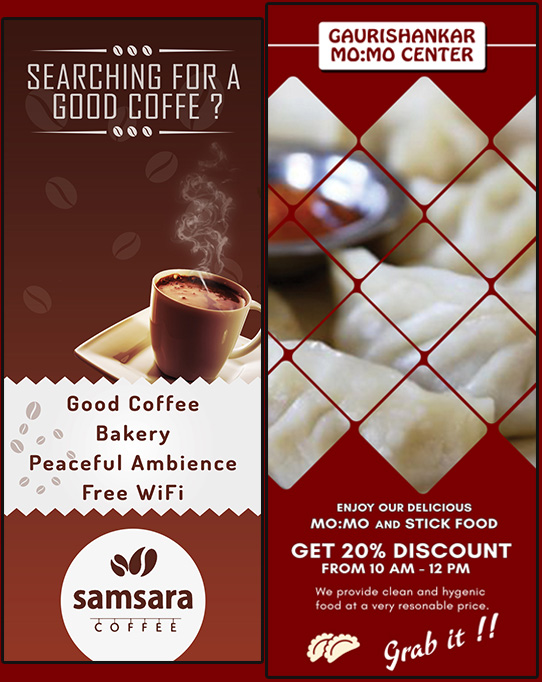 SEARCHING FOR A
GOOD COFFE ?
Good Coffee
Bakery
Peaceful Ambience
Free WiFi
samsara
COFFEE
GAURISHANKAR
MO:MO CENTER
ENJOY OUR DELICIOUS
MO:MO AND STICK FOOD
GET 20% DISCOUNT
FROM 10 AM - 12 PM
We provide clean and hygenic
food at a very resonable price.
Grab it !!